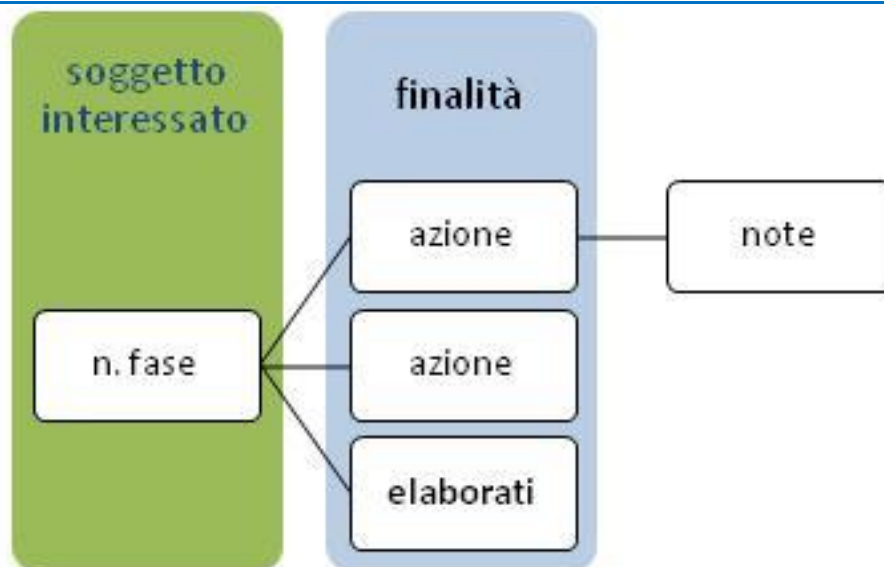 soggetto
interessato
finalità
azione
note
n. fase
azione
elaborati